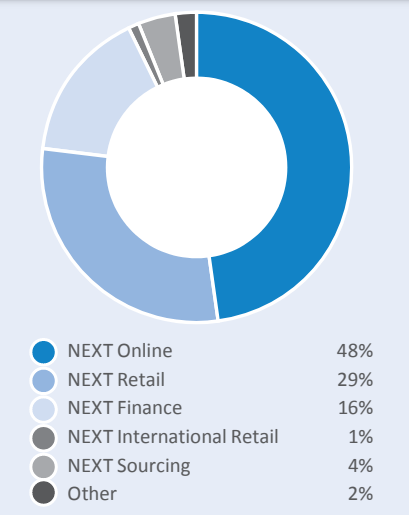 NEXT Online 48%
NEXT Retail 29%
NEXT Finance 16%
NEXT International Retail 1%
NEXT Sourcing 4%
Other 2%